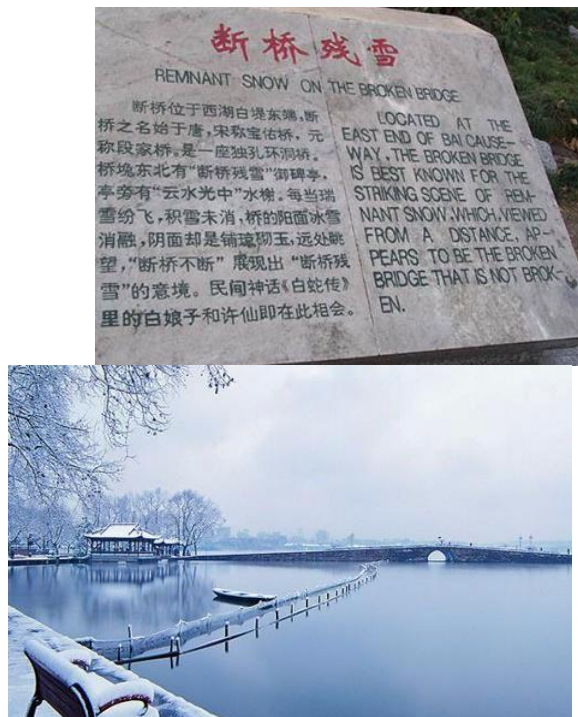 断桥残雪
REMNANT SNOW ON THE BROKEN BRIDGE
断桥位于西湖白堤东端,断
桥之名始于唐,宋称宝佑桥,元
称段家桥。是一座独孔环洞桥。
桥堍东北有“断桥残雪”御碑亭,
亭旁有“云水光中”水榭。每当瑞
雪纷飞,积雪未消,桥的阳面冰雪
消融,阴面却是铺琼砌玉,远处眺
望,“断桥不断”展现出“断桥残
雪”的意境。民间神话《白蛇传》
里的白娘子和许仙即在此相会。
LOCATED AT THE
EAST END OF BAI CAUSE-
WAY, THE BROKEN BRIDGE
IS BEST KNOWN FOR THE
STRIKING SCENE OF REM-
NANT SNOW, WHICH, VIEWED
FROM A DISTANCE, AP-
PEARS TO BE THE BROKEN
BRIDGE THAT IS NOT BROK-
EN.